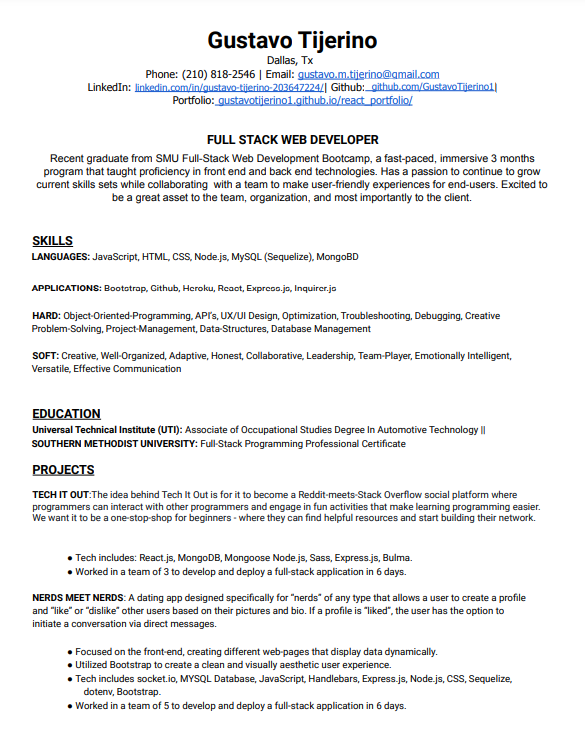 Gustavo Tijerino
Dallas, Tx
Phone: (210) 818-2546 | Email: gustavo.m.tijerino@gmail.com
LinkedIn: linkedin.com/in/gustavo-tijerino-203647224/| Github: github.com/GustavoTijerino1|
Portfolio: gustavotijerino1.github.io/react_portfolio/
FULL STACK WEB DEVELOPER
Recent graduate from SMU Full-Stack Web Development Bootcamp, a fast-paced, immersive 3 months
program that taught proficiency in front end and back end technologies. Has a passion to continue to grow
current skills sets while collaborating with a team to make user-friendly experiences for end-users. Excited to
be a great asset to the team, organization, and most importantly to the client.
SKILLS
LANGUAGES: JavaScript, HTML, CSS, Node.js, MySQL (Sequelize), MongoBD
APPLICATIONS: Bootstrap, Github, Heroku, React, Express.js, Inquirer.js
HARD: Object-Oriented-Programming, API's, UX/UI Design, Optimization, Troubleshooting, Debugging, Creative
Problem-Solving, Project-Management, Data-Structures, Database Management
SOFT: Creative, Well-Organized, Adaptive, Honest, Collaborative, Leadership, Team-Player, Emotionally Intelligent,
Versatile, Effective Communication
EDUCATION
Universal Technical Institute (UTI): Associate of Occupational Studies Degree In Automotive Technology ||
SOUTHERN METHODIST UNIVERSITY: Full-Stack Programming Professional Certificate
PROJECTS
TECH IT OUT:The idea behind Tech It Out is for it to become a Reddit-meets-Stack Overflow social platform where
programmers can interact with other programmers and engage in fun activities that make learning programming easier.
We want it to be a one-stop-shop for beginners - where they can find helpful resources and start building their network.
● Tech includes: React.js, MongoDB, Mongoose Node.js, Sass, Express.js, Bulma.
● Worked in a team of 3 to develop and deploy a full-stack application in 6 days.
NERDS MEET NERDS: A dating app designed specifically for “nerds” of any type that allows a user to create a profile
and “like” or “dislike” other users based on their pictures and bio. If a profile is “liked”, the user has the option to
initiate a conversation via direct messages.
● Focused on the front-end, creating different web-pages that display data dynamically.
● Utilized Bootstrap to create a clean and visually aesthetic user experience.
● Tech includes socket.io, MYSQL Database, JavaScript, Handlebars, Express.js, Node.js, CSS, Sequelize,
dotenv, Bootstrap.
● Worked in a team of 5 to develop and deploy a full-stack application in 6 days.